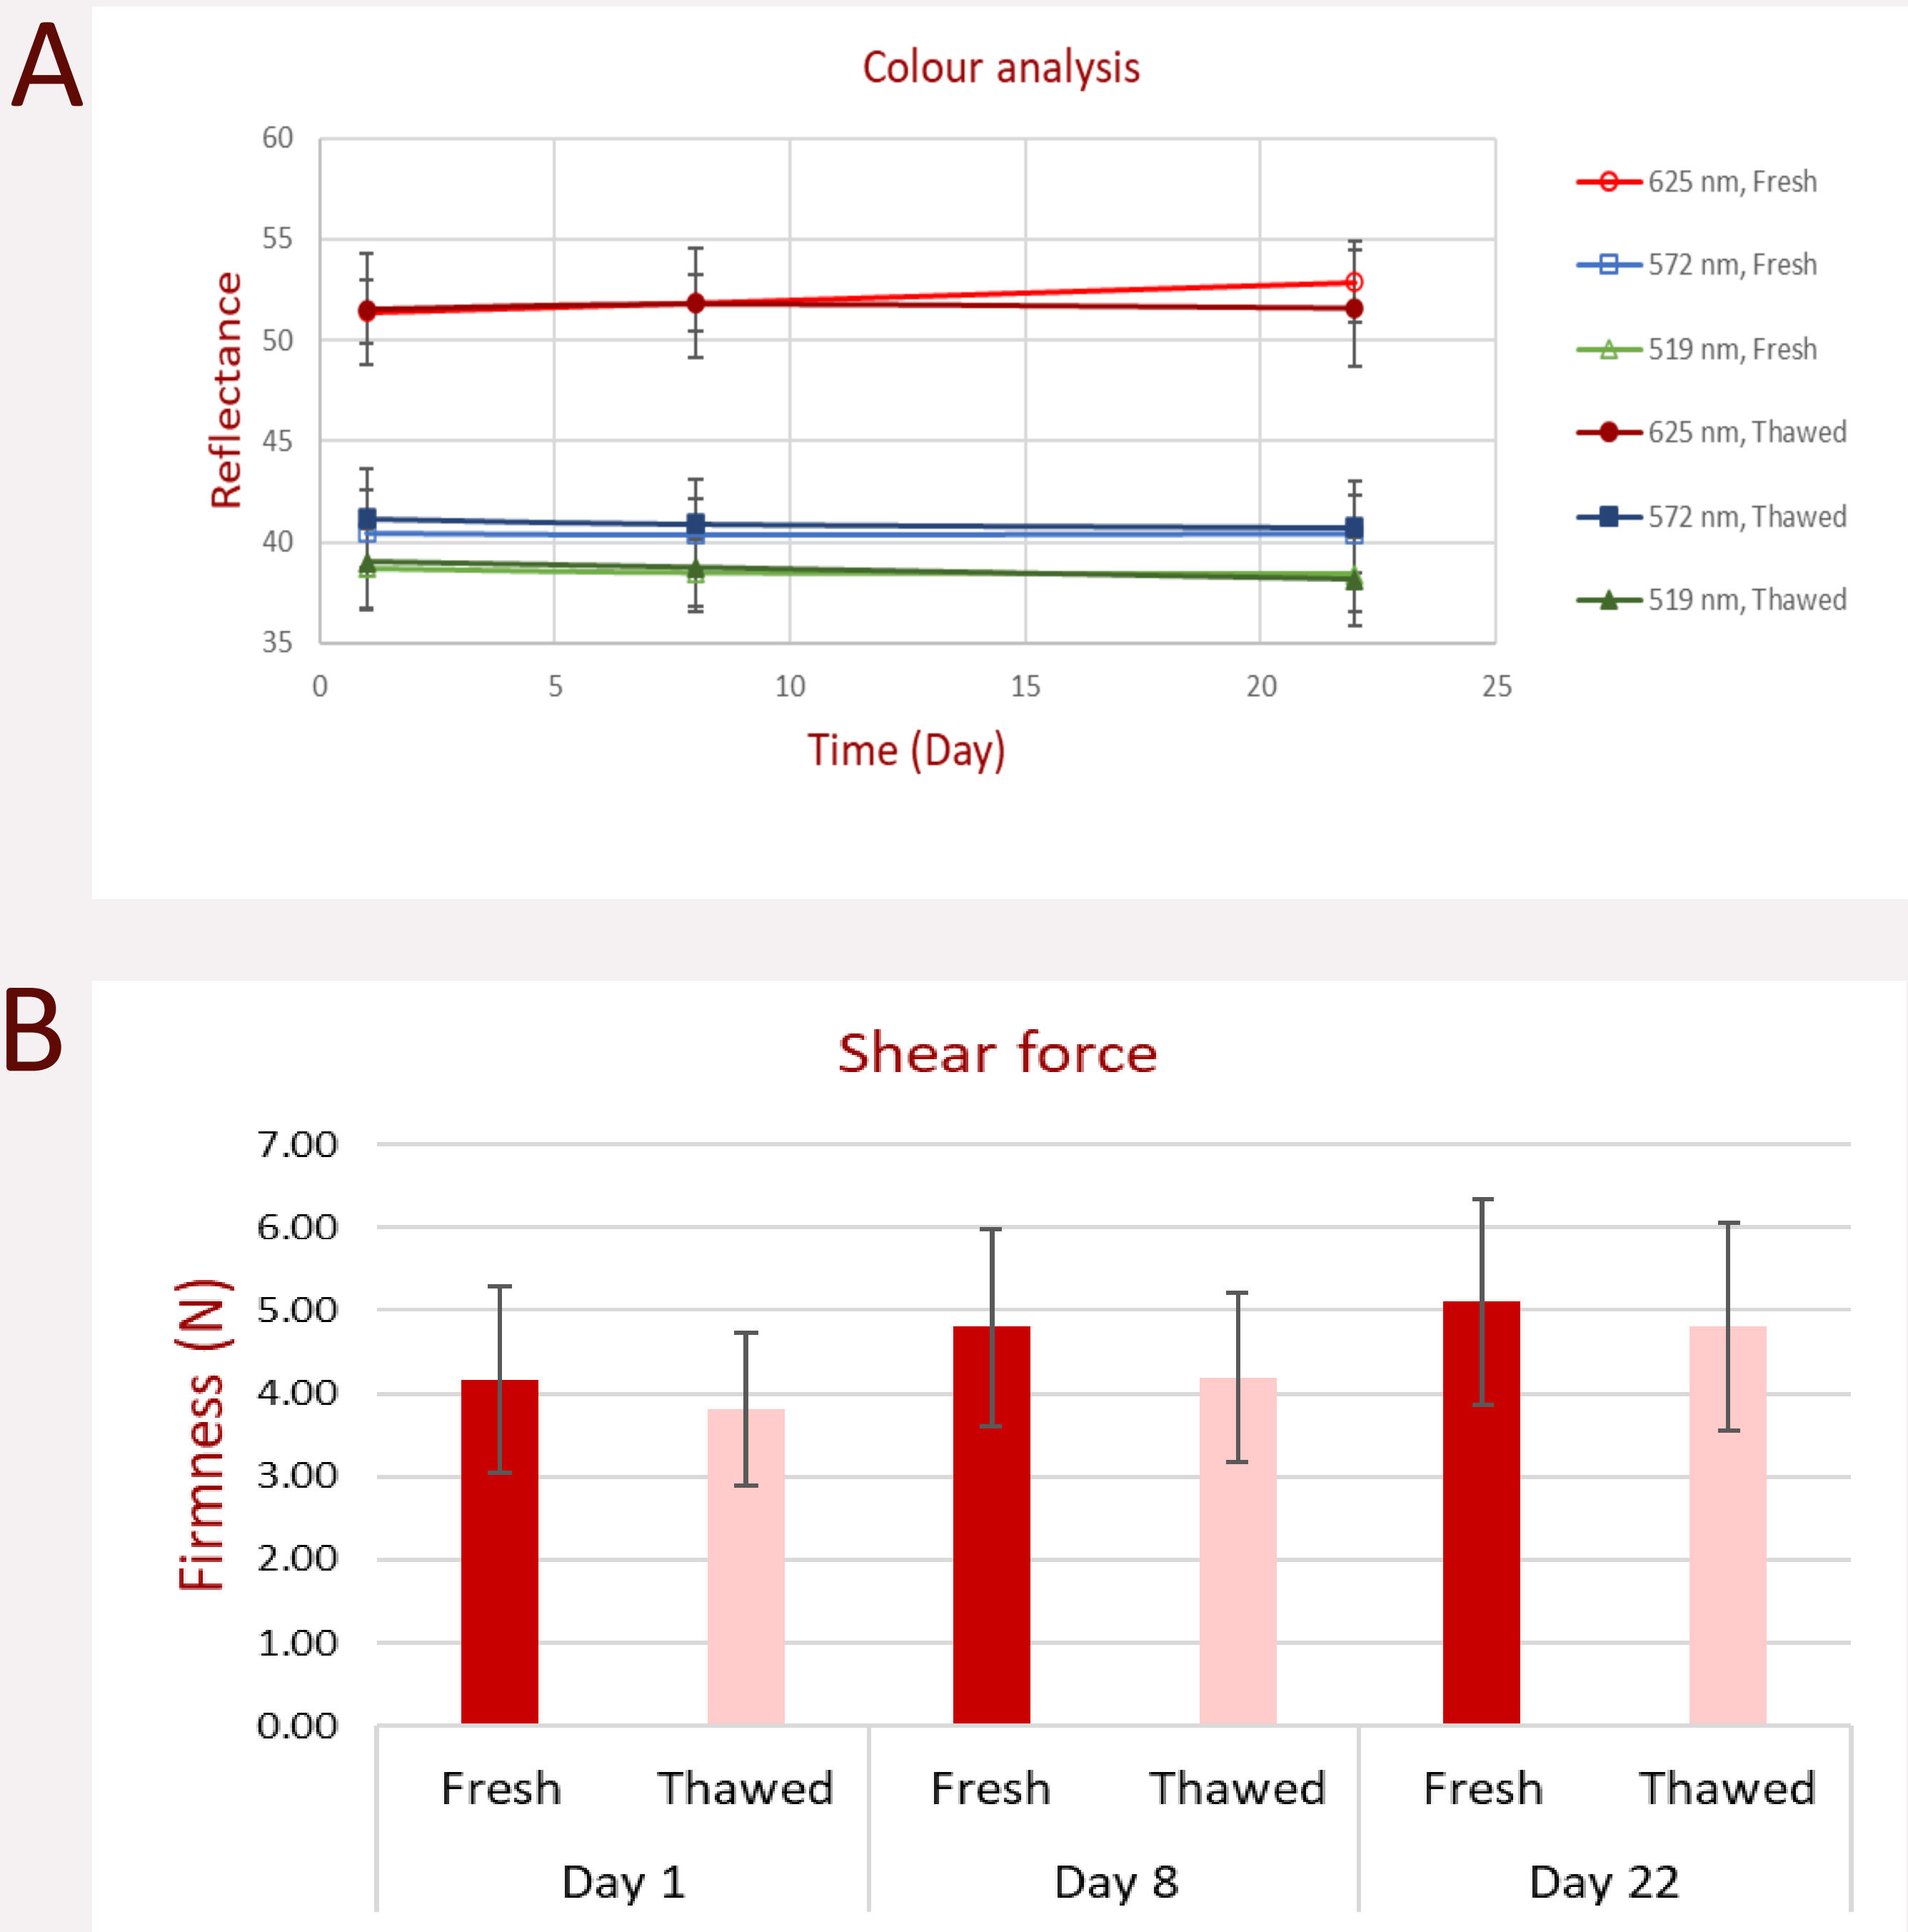 A
Colour analysis
60
55
50
45
40
35
Reflectance
0 5 10 15 20 25
Time (Day)
625 nm, Fresh
572 nm, Fresh
519 nm, Fresh
625 nm, Thawed
572 nm, Thawed
519 nm, Thawed
B
Shear force
7.00
6.00
5.00
4.00
3.00
2.00
1.00
0.00
Firmness (N)
Fresh Thawed Fresh Thawed Fresh Thawed
Day 1 Day 8 Day 22